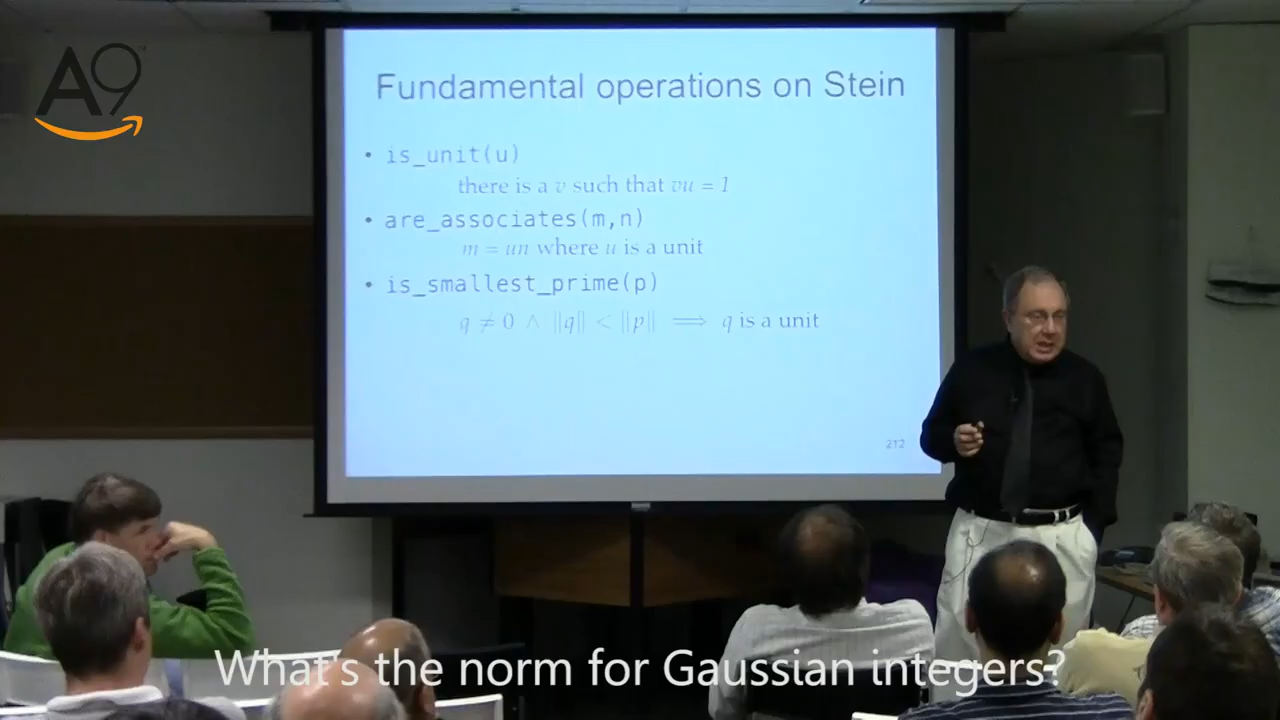 A9
Fundamental operations on Stein
• is_unit(u)
there is a v such that vu = 1
• are_associates(m,n)
m = un where u is a unit
• is_smallest_prime(p)
q ≠ 0 ∧ ‖q‖ < ‖p‖ ⟹ q is a unit
212
What's the norm for Gaussian integers?